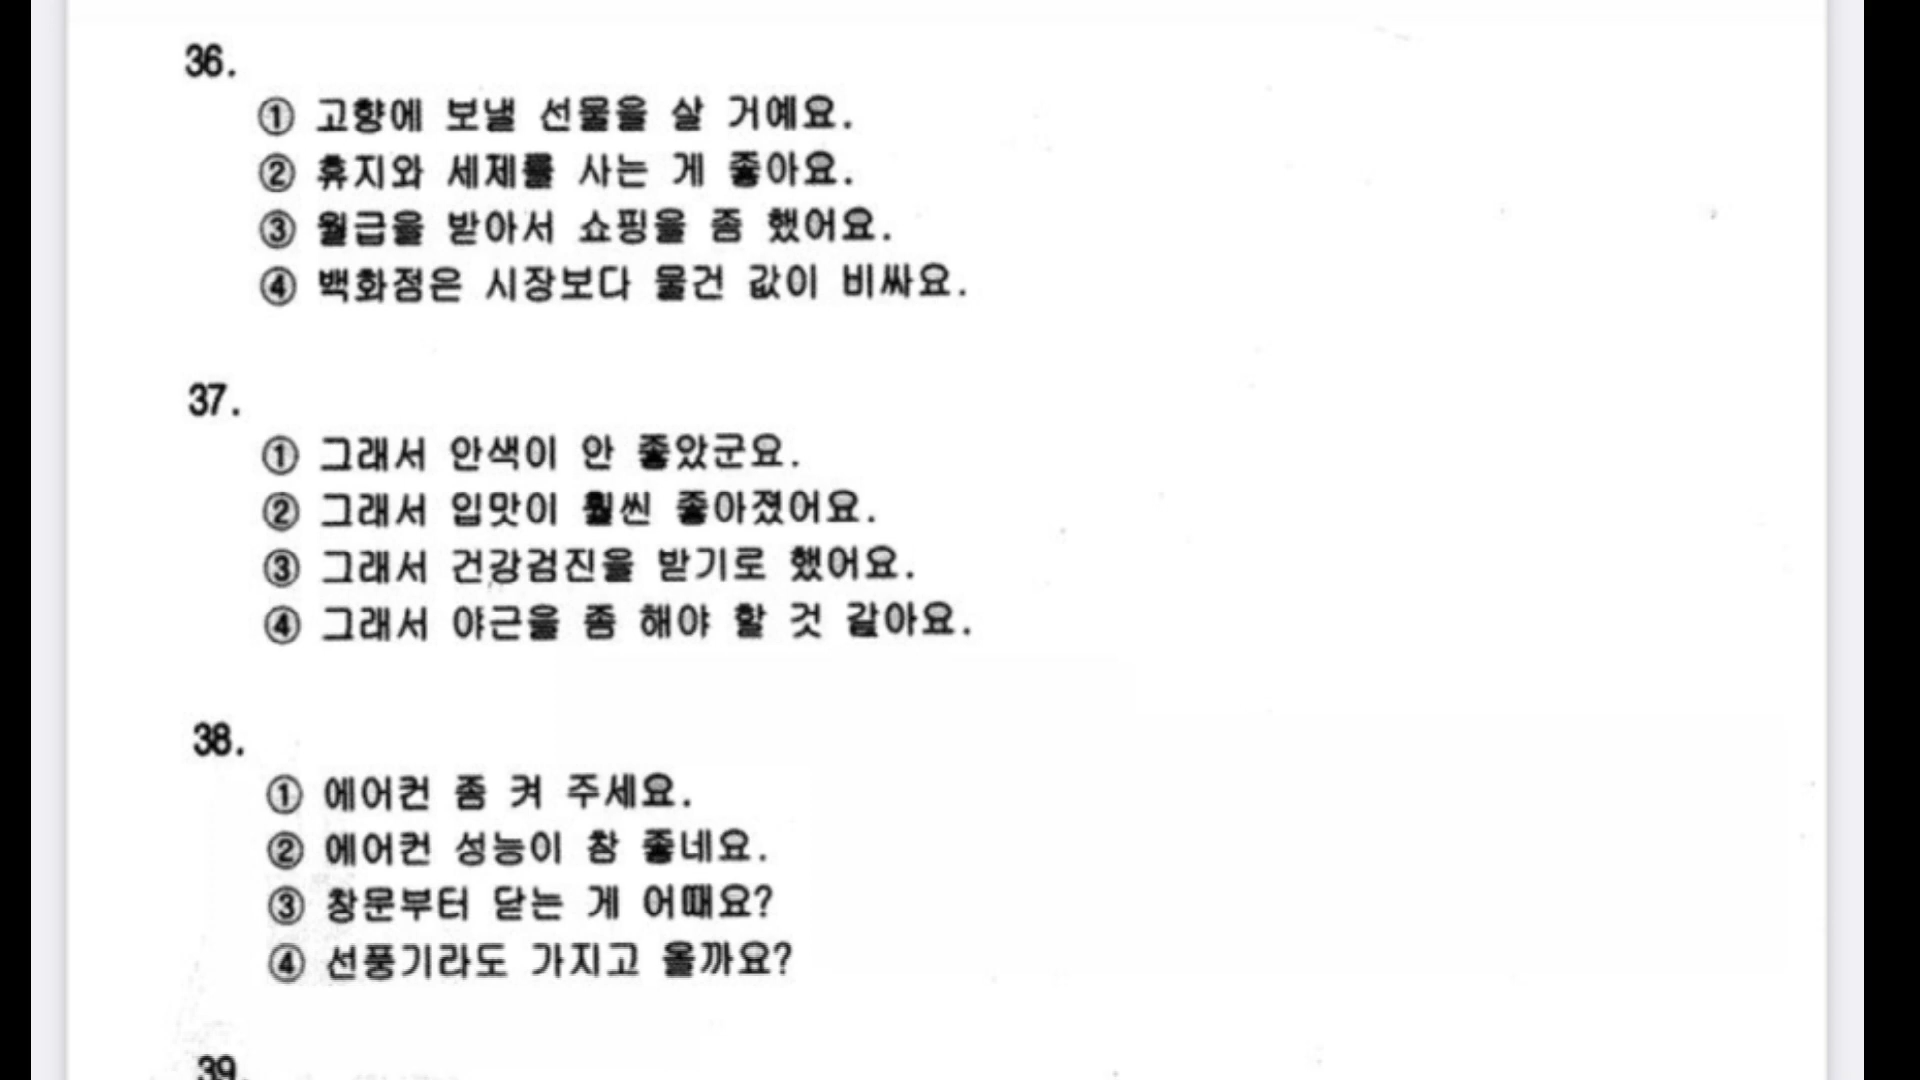 36.
① 고향에 보낼 선물을 살 거예요.
② 휴지와 세제를 사는 게 좋아요.
③ 월급을 받아서 쇼핑을 좀 했어요.
④ 백화점은 시장보다 물건 값이 비싸요.
37.
① 그래서 안색이 안 좋았군요.
② 그래서 입맛이 훨씬 좋아졌어요.
③ 그래서 건강검진을 받기로 했어요.
④ 그래서 야근을 좀 해야 할 것 같아요.
38.
① 에어컨 좀 켜 주세요.
② 에어컨 성능이 참 좋네요.
③ 창문부터 닫는 게 어때요?
④ 선풍기라도 가지고 올까요?
39.